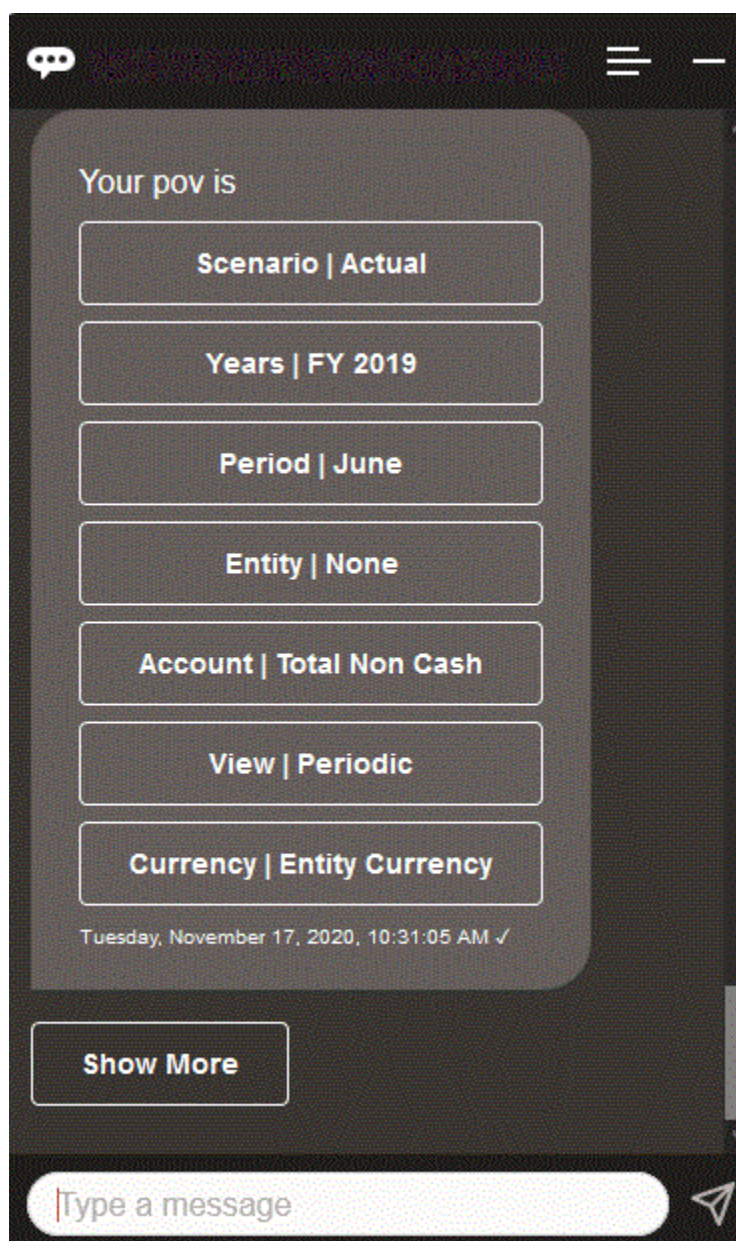 Your pov is
Scenario | Actual
Years | FY 2019
Period | June
Entity | None
Account | Total Non Cash
View | Periodic
Currency | Entity Currency
Tuesday, November 17, 2020, 10:31:05 AM ✓
Show More
Type a message